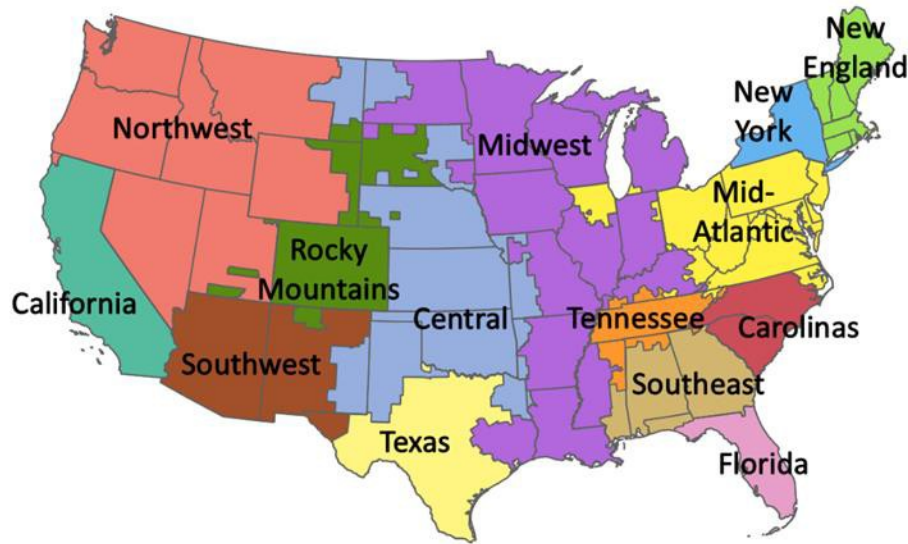 New
England
New
York
Northwest
Midwest
Mid-
Atlantic
Rocky
Mountains
California
Central
Tennessee
Carolinas
Southwest
Southeast
Texas
Florida